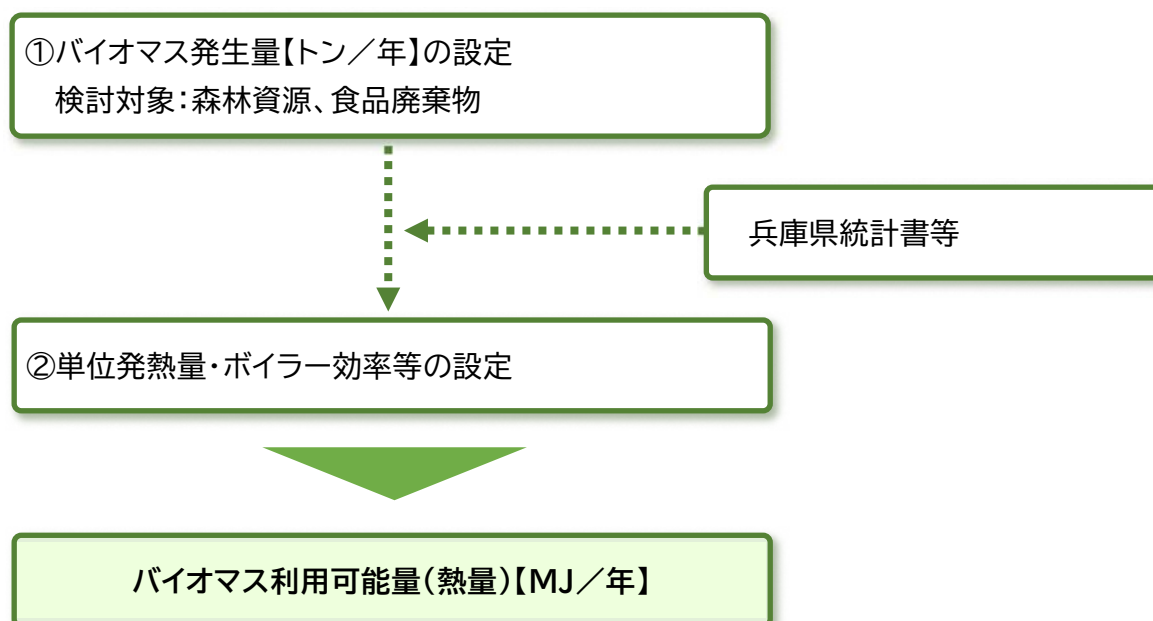 ①バイオマス発生量【トン／年】の設定
検討対象：森林資源、食品廃棄物
兵庫県統計書等
②単位発熱量・ボイラー効率等の設定
バイオマス利用可能量（熱量）【MJ／年】